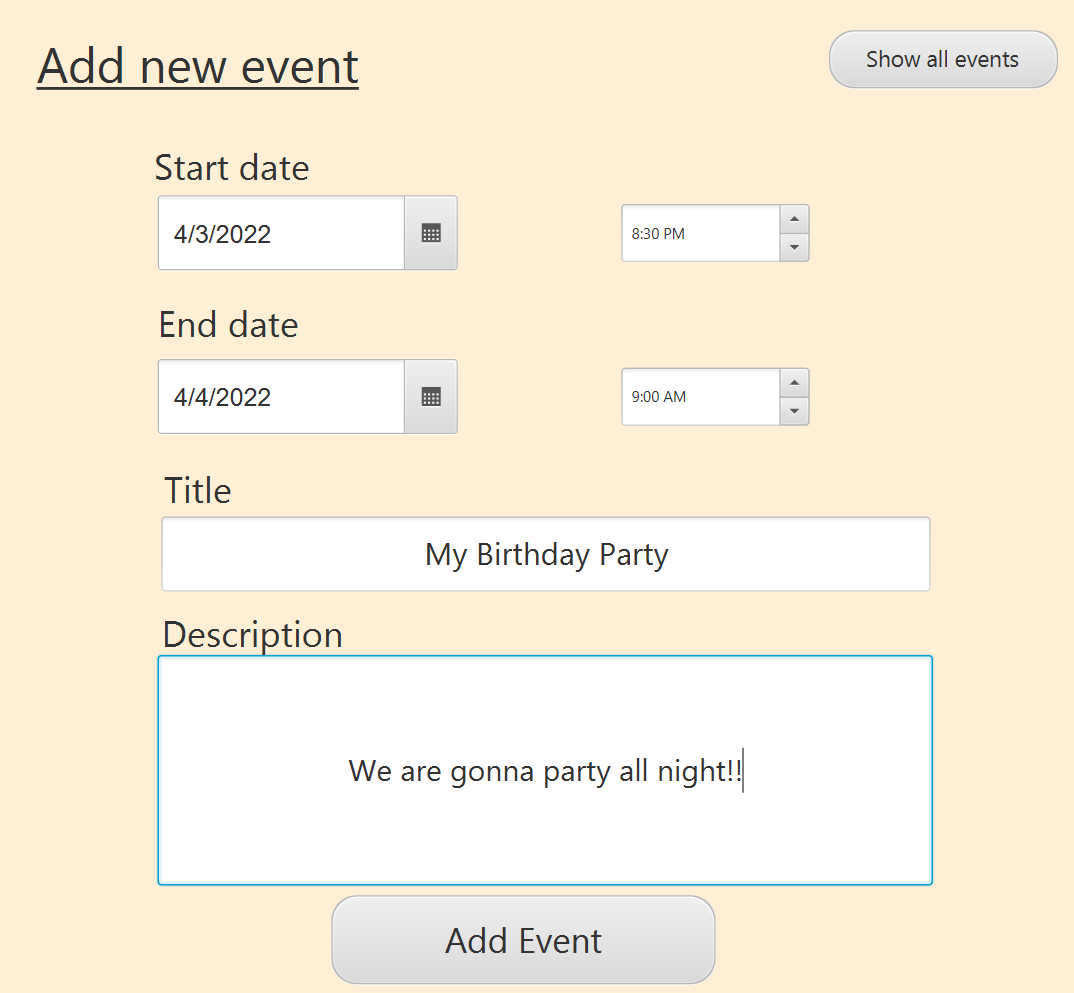 Add new event
Show all events
Start date
4/3/2022
8:30 PM
End date
4/4/2022
9:00 AM
Title
My Birthday Party
Description
We are gonna party all night!!
Add Event